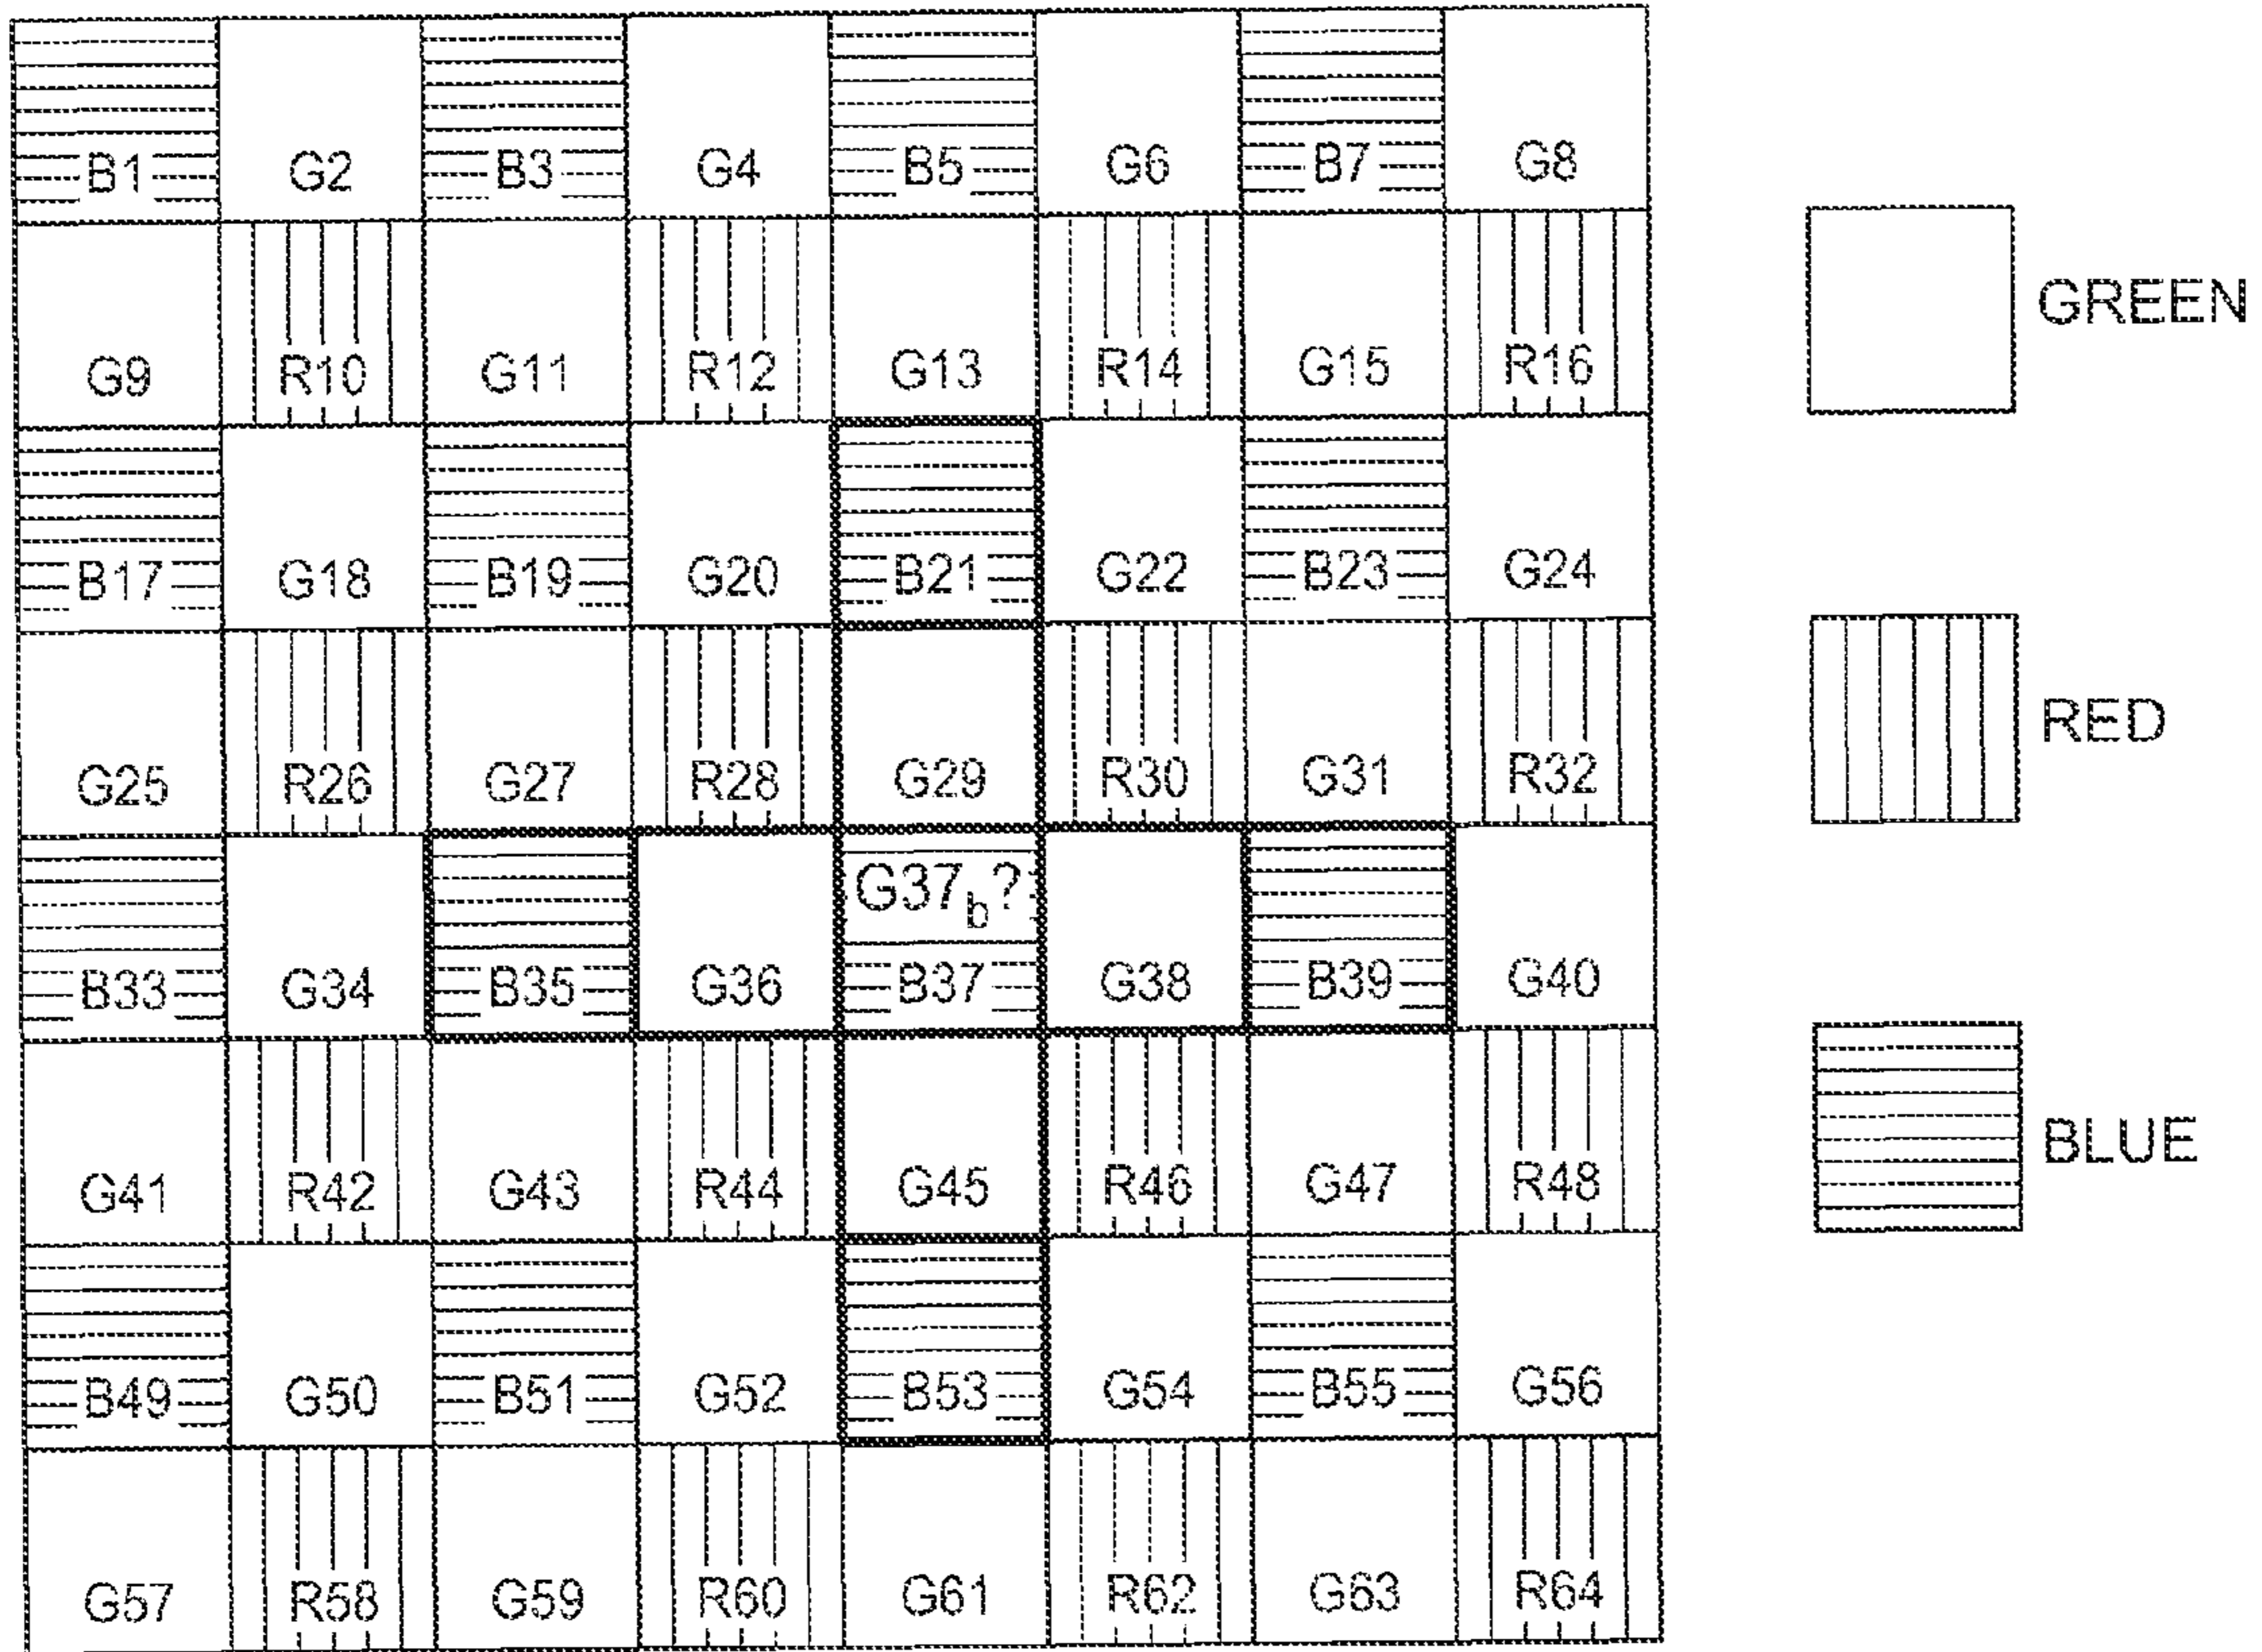 B1 G2 B3 G4 B5 G6 B7 G8
G9 R10 G11 R12 G13 R14 G15 R16
GREEN
B17 G18 B19 G20 B21 G22 B23 G24
G25 R26 G27 R28 G29 R30 G31 R32
RED
G37b?
B33 G34 B35 G36 B37 G38 B39 G40
G41 R42 G43 R44 G45 R46 G47 R48
BLUE
B49 G50 B51 G52 B53 G54 B55 G56
G57 R58 G59 R60 G61 R62 G63 R64